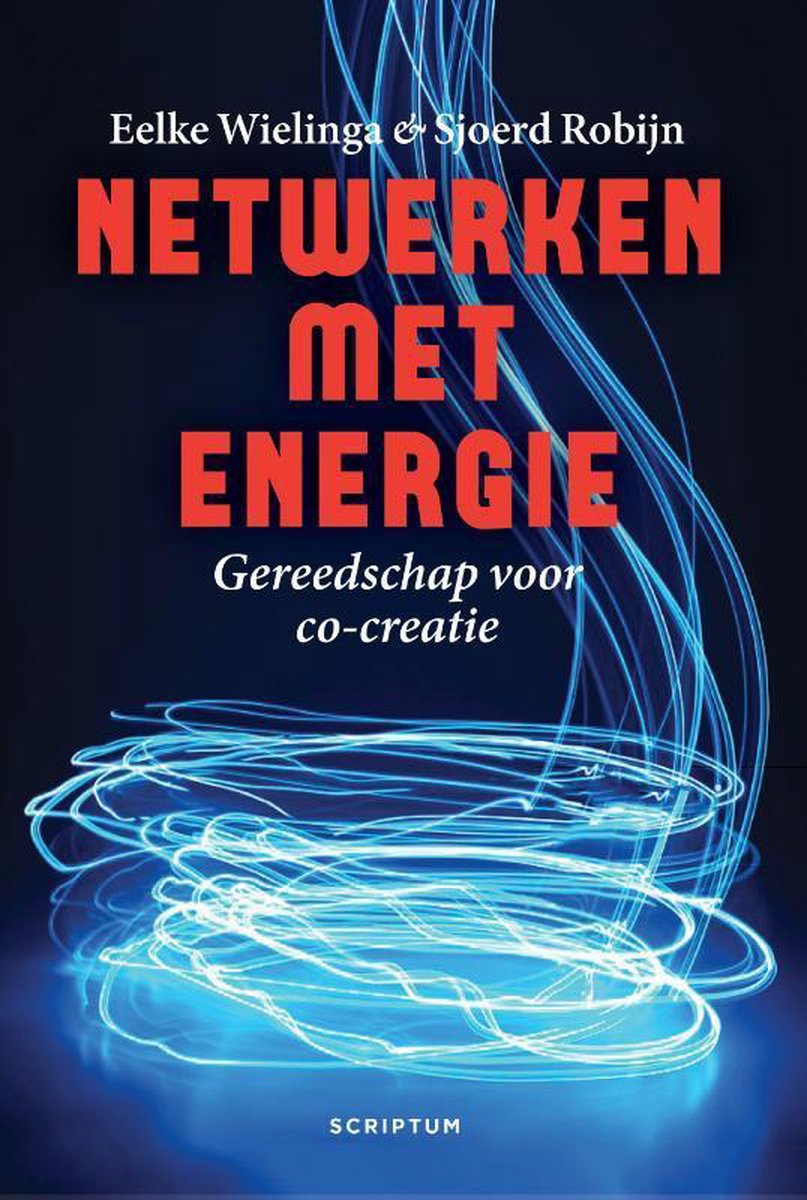 Eelke Wielinga & Sjoerd Robijn
NETWERKEN
MET
ENERGIE
Gereedschap voor
co-creatie
SCRIPTUM